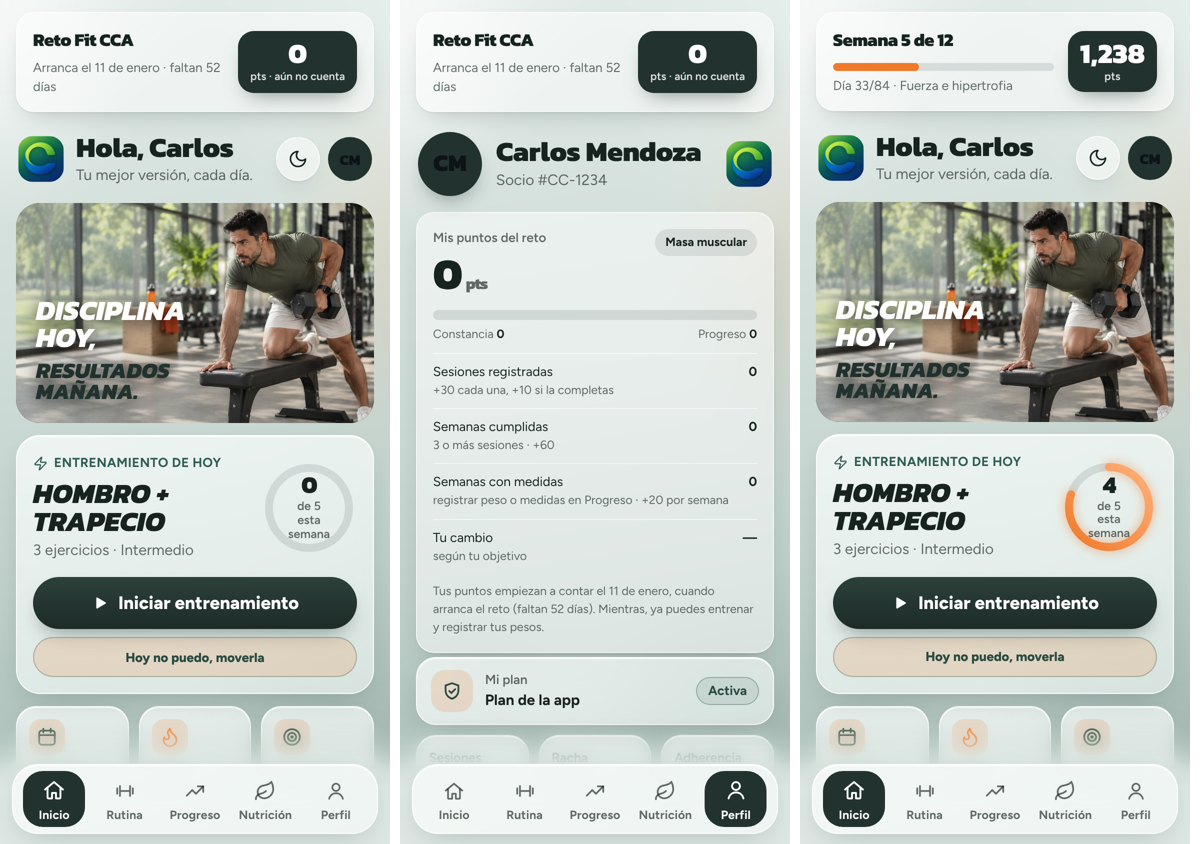 Reto Fit CCA
Arranca el 11 de enero · faltan 52
días
0
pts · aún no cuenta
Hola, Carlos
Tu mejor versión, cada día.
CM
DISCIPLINA
HOY,
RESULTADOS
MAÑANA.
ENTRENAMIENTO DE HOY
HOMBRO +
TRAPECIO
3 ejercicios · Intermedio
0
de 5
esta
semana
Iniciar entrenamiento
Hoy no puedo, moverla
Inicio
Rutina
Progreso
Nutrición
Perfil
Reto Fit CCA
Arranca el 11 de enero · faltan 52
días
0
pts · aún no cuenta
CM
Carlos Mendoza
Socio #CC-1234
Mis puntos del reto
Masa muscular
0 pts
Constancia 0
Progreso 0
Sesiones registradas 0
+30 cada una, +10 si la completas
Semanas cumplidas 0
3 o más sesiones · +60
Semanas con medidas 0
registrar peso o medidas en Progreso · +20 por semana
Tu cambio —
según tu objetivo
Tus puntos empiezan a contar el 11 de enero, cuando
arranca el reto (faltan 52 días). Mientras, ya puedes entrenar
y registrar tus pesos.
Mi plan
Plan de la app
Activa
Sesiones
Racha
Adherencia
Inicio
Rutina
Progreso
Nutrición
Perfil
Semana 5 de 12
Día 33/84 · Fuerza e hipertrofia
1,238
pts
Hola, Carlos
Tu mejor versión, cada día.
CM
DISCIPLINA
HOY,
RESULTADOS
MAÑANA.
ENTRENAMIENTO DE HOY
HOMBRO +
TRAPECIO
3 ejercicios · Intermedio
4
de 5
esta
semana
Iniciar entrenamiento
Hoy no puedo, moverla
Inicio
Rutina
Progreso
Nutrición
Perfil